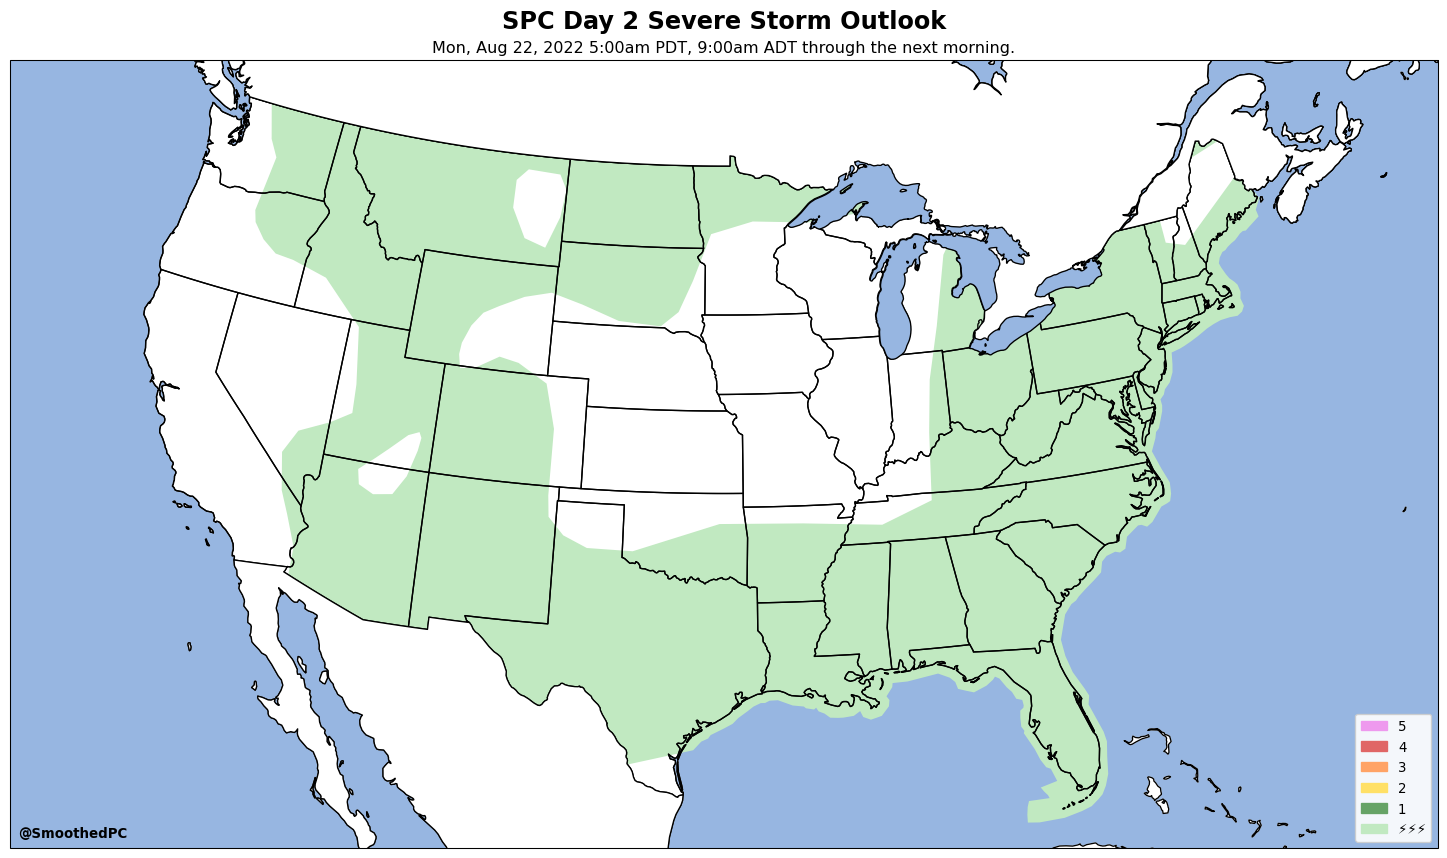 SPC Day 2 Severe Storm Outlook
Mon, Aug 22, 2022 5:00am PDT, 9:00am ADT through the next morning.
5
4
3
2
1
⚡⚡⚡
@SmoothedPC